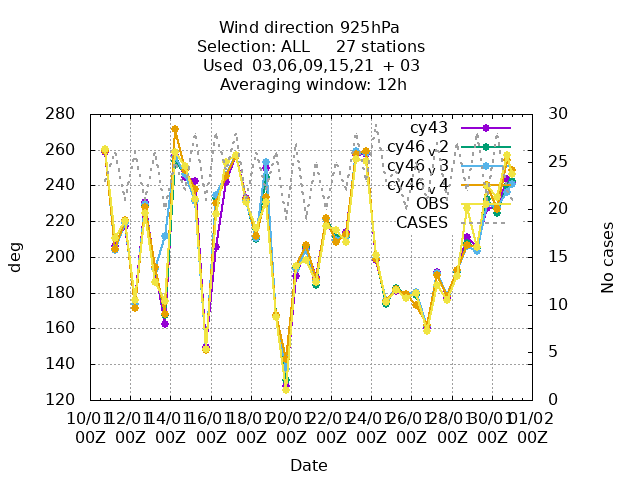 Wind direction 925hPa
Selection: ALL 27 stations
Used 03,06,09,15,21 + 03
Averaging window: 12h
280
260
240
220
200
180
160
140
120
30
25
20
15
10
5
0
deg
No cases
cy43
cy46_v_2
cy46_v_3
cy46_v_4
OBS
CASES
10/01 12/01 14/01 16/01 18/01 20/01 22/01 24/01 26/01 28/01 30/01 01/02
00Z 00Z 00Z 00Z 00Z 00Z 00Z 00Z 00Z 00Z 00Z 00Z
Date